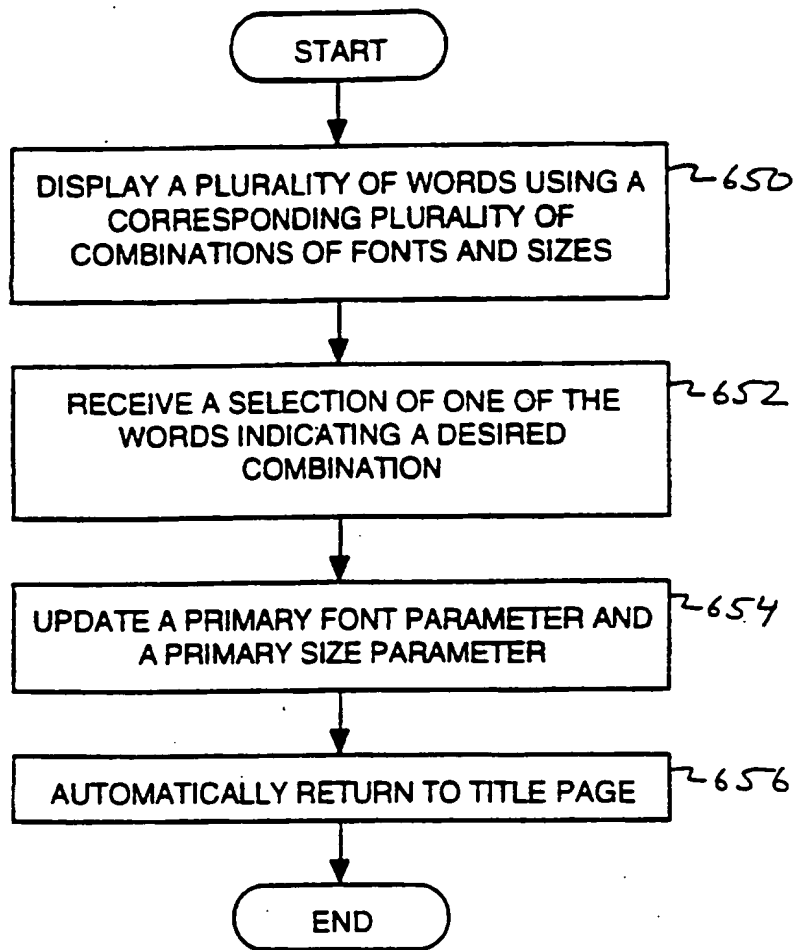 START
DISPLAY A PLURALITY OF WORDS USING A
650
CORRESPONDING PLURALITY OF
COMBINATIONS OF FONTS AND SIZES
RECEIVE A SELECTION OF ONE OF THE
652
WORDS INDICATING A DESIRED
COMBINATION
UPDATE A PRIMARY FONT PARAMETER AND
654
A PRIMARY SIZE PARAMETER
AUTOMATICALLY RETURN TO TITLE PAGE
656
END